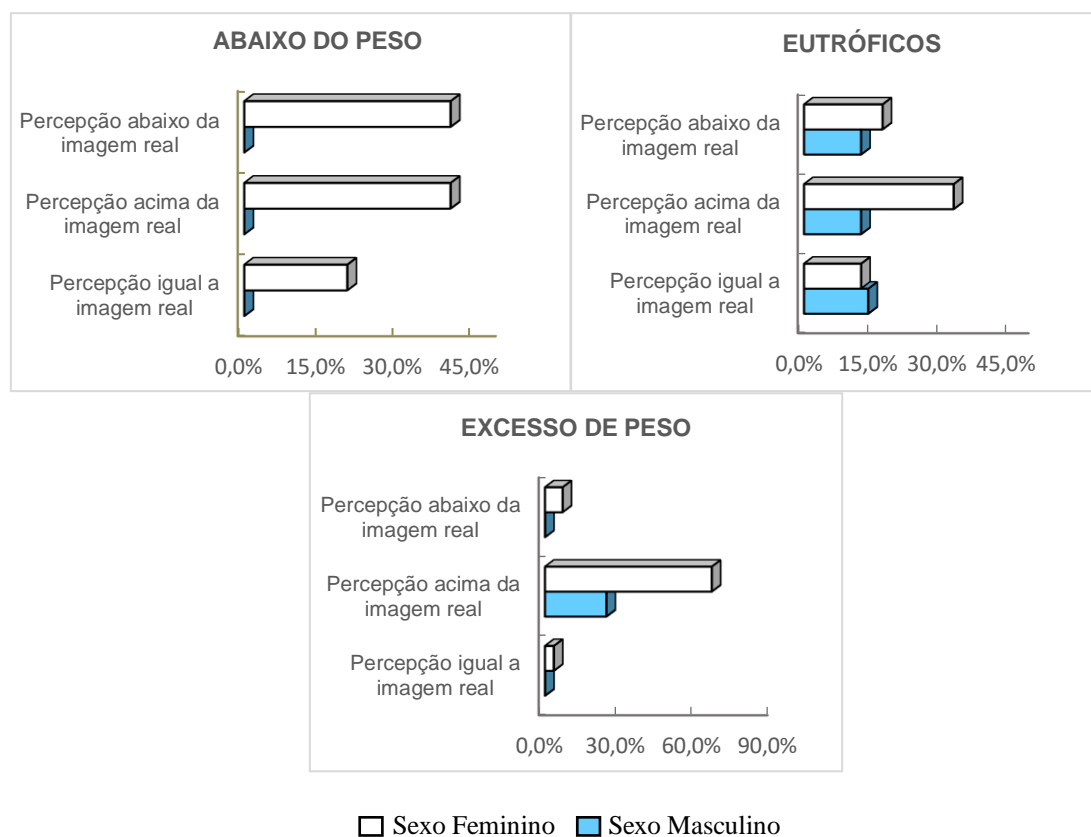 ABAIXO DO PESO
Percepção abaixo da
imagem real
Percepção acima da
imagem real
Percepção igual a
imagem real
0,0% 15,0% 30,0% 45,0%
EUTRÓFICOS
Percepção abaixo da
imagem real
Percepção acima da
imagem real
Percepção igual a
imagem real
0,0% 15,0% 30,0% 45,0%
EXCESSO DE PESO
Percepção abaixo da
imagem real
Percepção acima da
imagem real
Percepção igual a
imagem real
0,0% 30,0% 60,0% 90,0%
Sexo Feminino Sexo Masculino